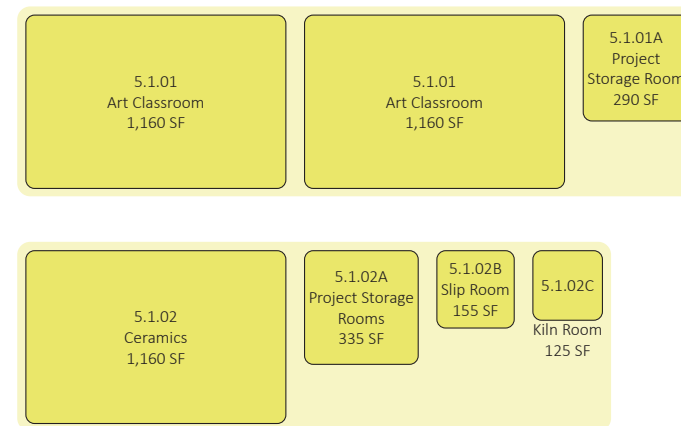 5.1.01
Art Classroom
1,160 SF
5.1.01
Art Classroom
1,160 SF
5.1.01A
Project
Storage Room
290 SF
5.1.02
Ceramics
1,160 SF
5.1.02A
Project Storage
Rooms
335 SF
5.1.02B
Slip Room
155 SF
5.1.02C
Kiln Room
125 SF